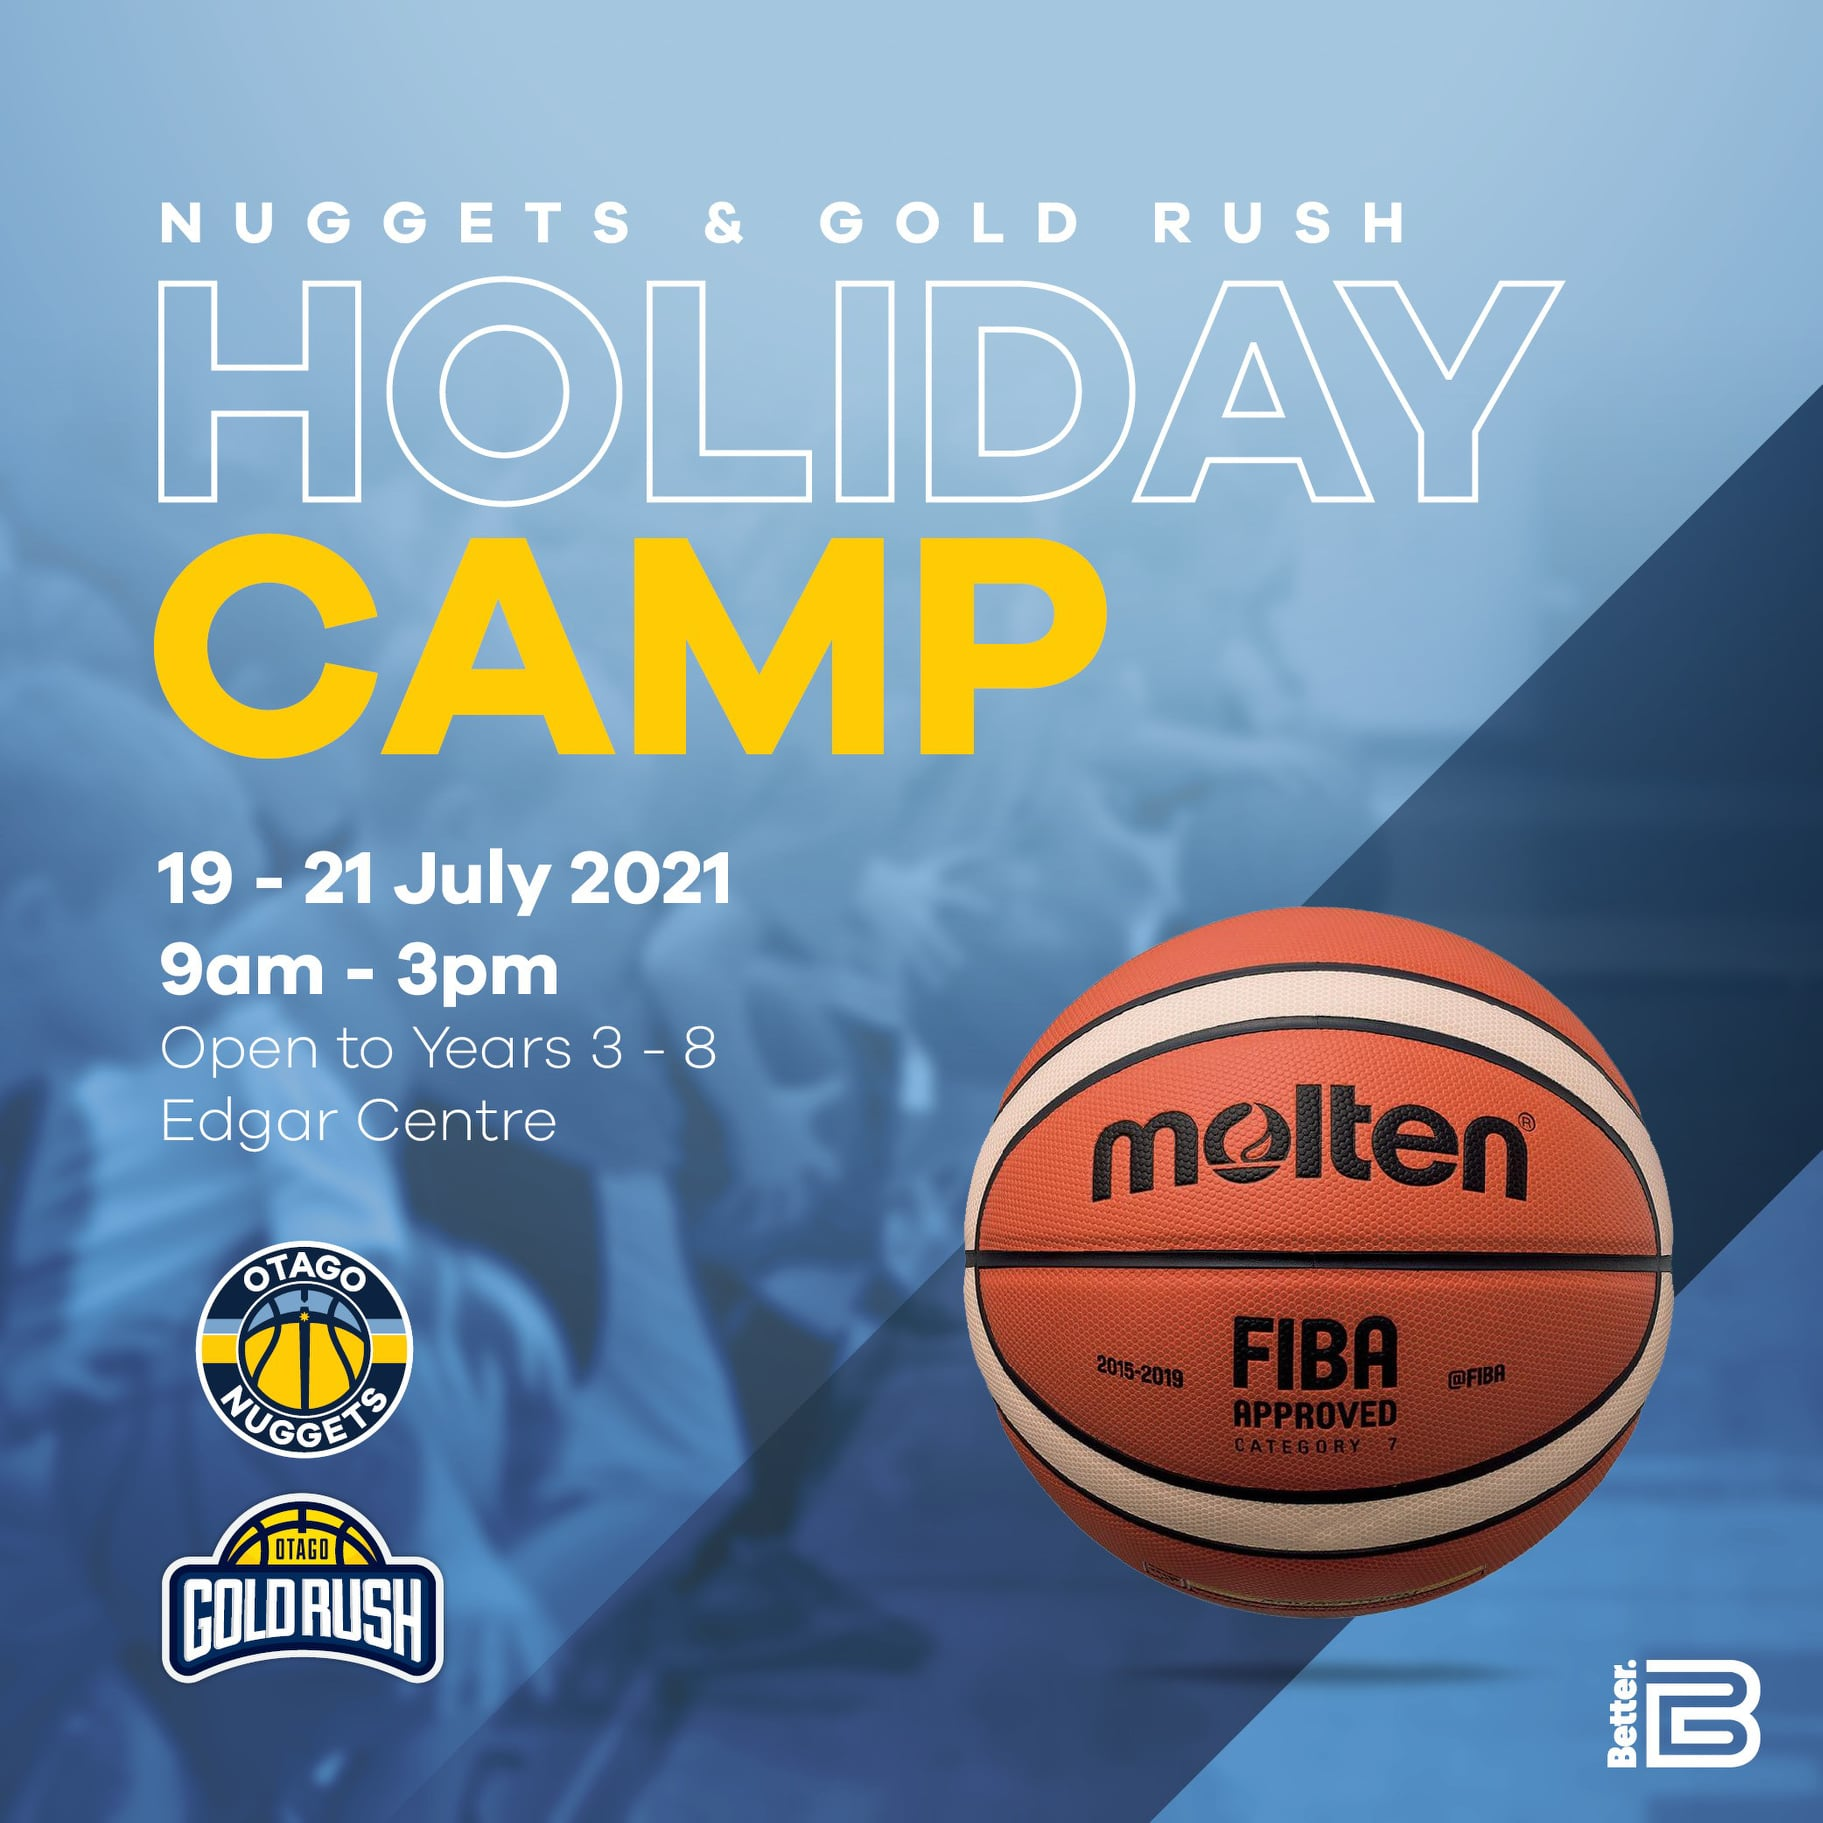 NUGGETS & GOLD RUSH
HOLIDAY
CAMP
19 - 21 July 2021
9am - 3pm
Open to Years 3 - 8
Edgar Centre
OTAGO
NUGGETS
OTAGO
GOLD RUSH
molten®
2015-2019
FIBA
@FIBA
APPROVED
CATEGORY 7
Better.
B